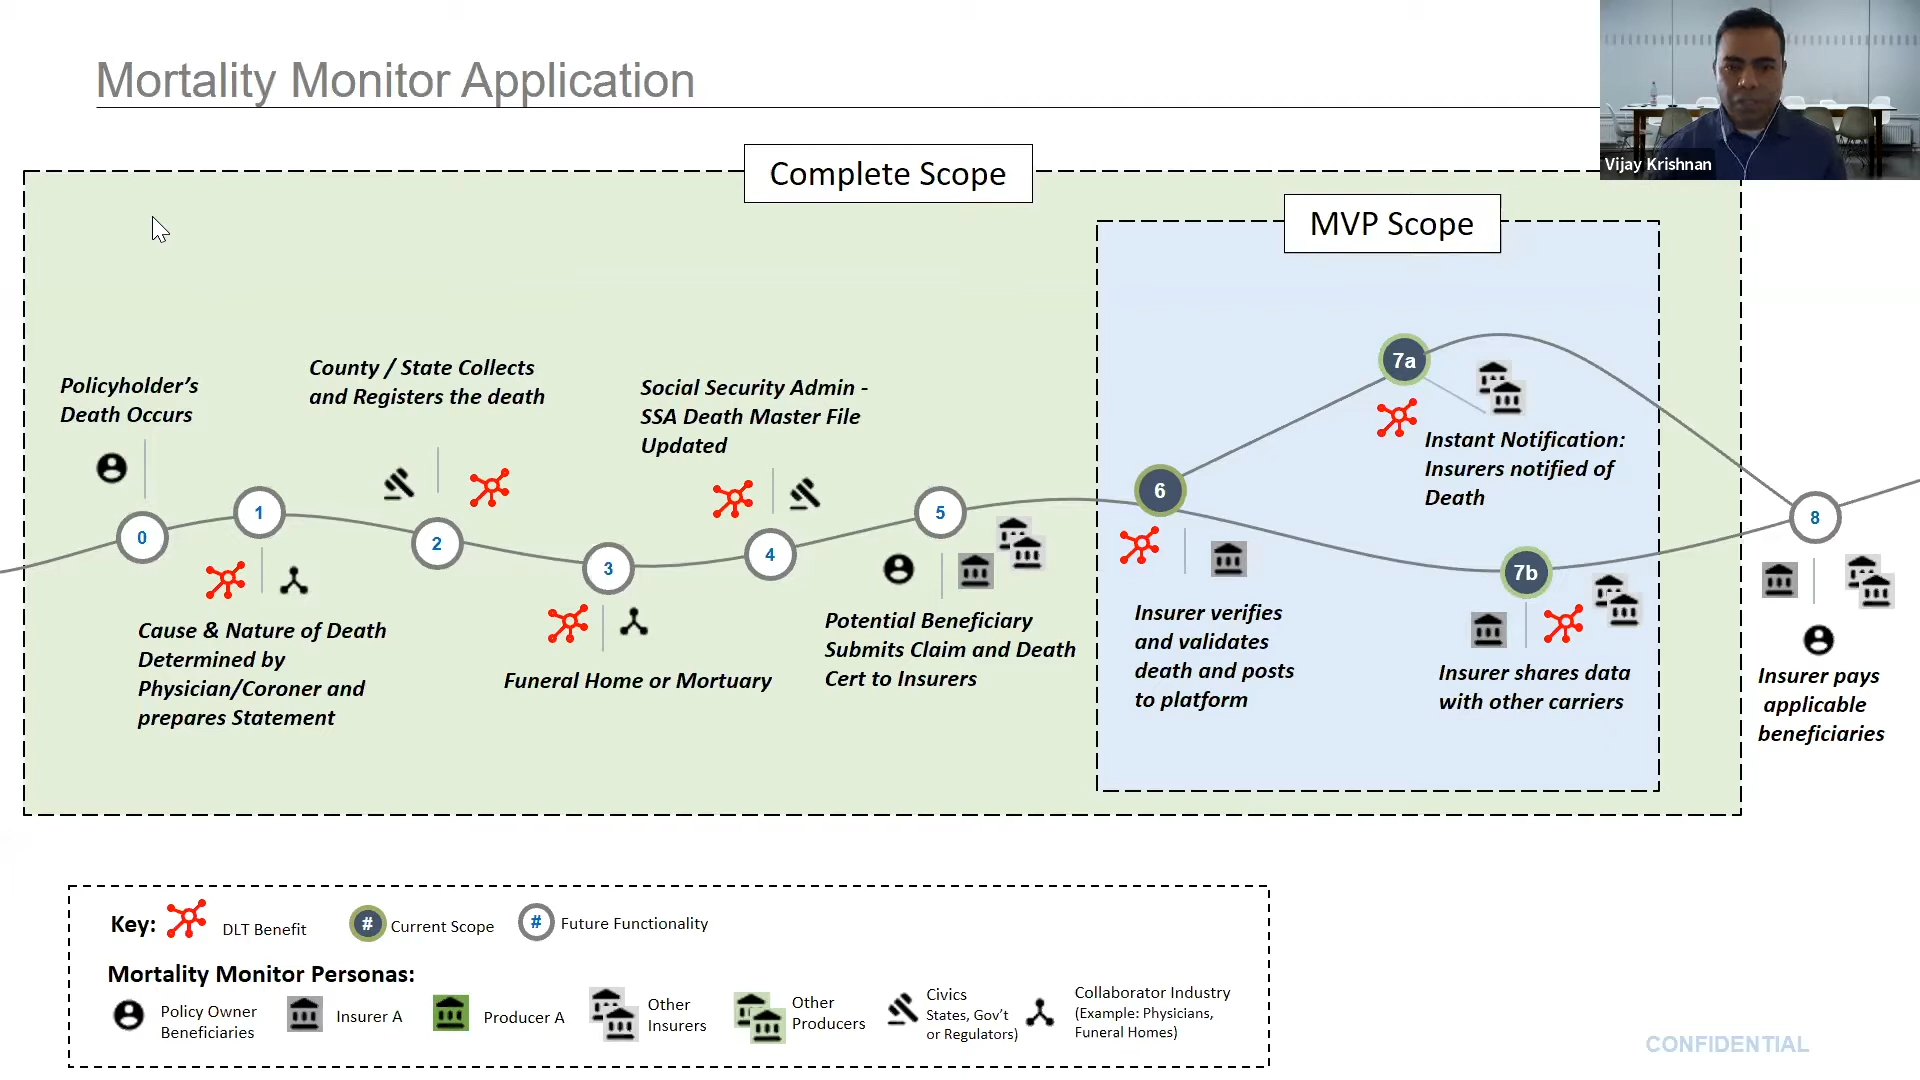 Mortality Monitor Application
Vijay Krishnan
Complete Scope
MVP Scope
Policyholder's
Death Occurs
County / State Collects
and Registers the death
Social Security Admin -
SSA Death Master File
Updated
7a
Instant Notification:
Insurers notified of
Death
0
1
2
3
4
5
6
7b
8
Cause & Nature of Death
Determined by
Physician/Coroner and
prepares Statement
Funeral Home or Mortuary
Potential Beneficiary
Submits Claim and Death
Cert to Insurers
Insurer verifies
and validates
death and posts
to platform
Insurer shares data
with other carriers
Insurer pays
applicable
beneficiaries
Key:
DLT Benefit
#
Current Scope
#
Future Functionality
Mortality Monitor Personas:
Policy Owner
Beneficiaries
Insurer A
Producer A
Other
Insurers
Other
Producers
Civics
States, Gov't
or Regulators)
Collaborator Industry
(Example: Physicians,
Funeral Homes)
CONFIDENTIAL